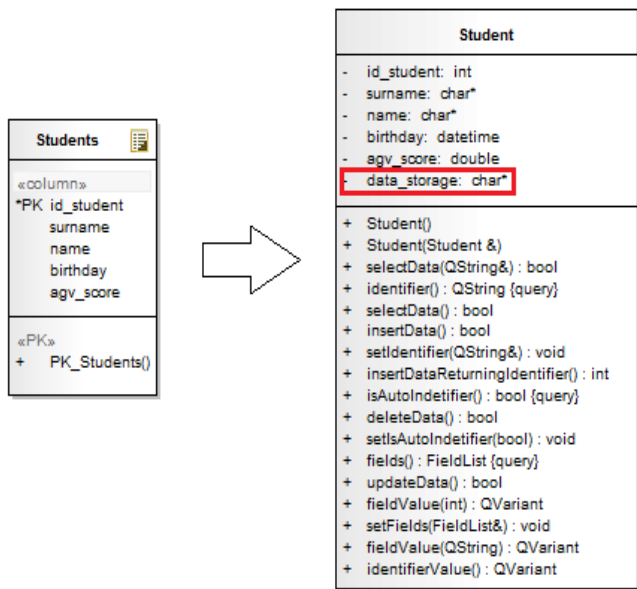 Students
«column»
*PK id_student
surname
name
birthday
agv_score
«PK»
+ PK_Students()
Student
- id_student: int
- surname: char*
- name: char*
- birthday: datetime
- agv_score: double
- data_storage: char*
+ Student()
+ Student(Student &)
+ selectData(QString&) : bool
+ identifier() : QString {query}
+ selectData() : bool
+ insertData() : bool
+ setIdentifier(QString&) : void
+ insertDataReturningIdentifier() : int
+ isAutoIndetifier() : bool {query}
+ deleteData() : bool
+ setIsAutoIndetifier(bool) : void
+ fields() : FieldList {query}
+ updateData() : bool
+ fieldValue(int) : QVariant
+ setFields(FieldList&) : void
+ fieldValue(QString) : QVariant
+ identifierValue() : QVariant